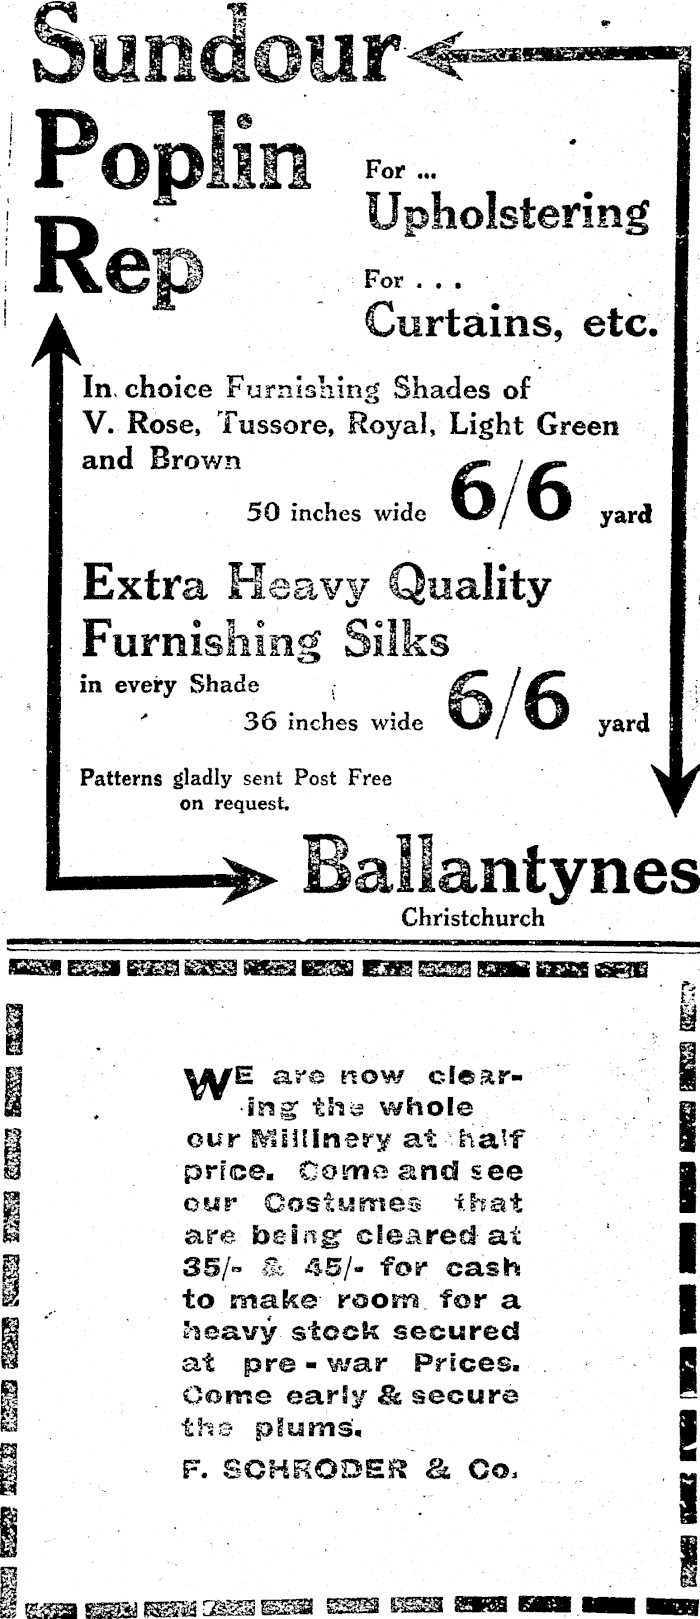 Sundour
Poplin
Rep
For ...
Upholstering
For . . .
Curtains, etc.
In choice Furnishing Shades of
V. Rose, Tussore, Royal, Light Green
and Brown
50 inches wide 6/6 yard
Extra Heavy Quality
Furnishing Silks
in every Shade
36 inches wide 6/6 yard
Patterns gladly sent Post Free
on request.
Ballantynes
Christchurch
WE are now clear-
ing the whole
our Millinery at half
price. Come and see
our Costumes that
are being cleared at
35/- & 45/- for cash
to make room for a
heavy stock secured
at pre-war Prices.
Come early & secure
the plums.
F. SCHRODER & Co.